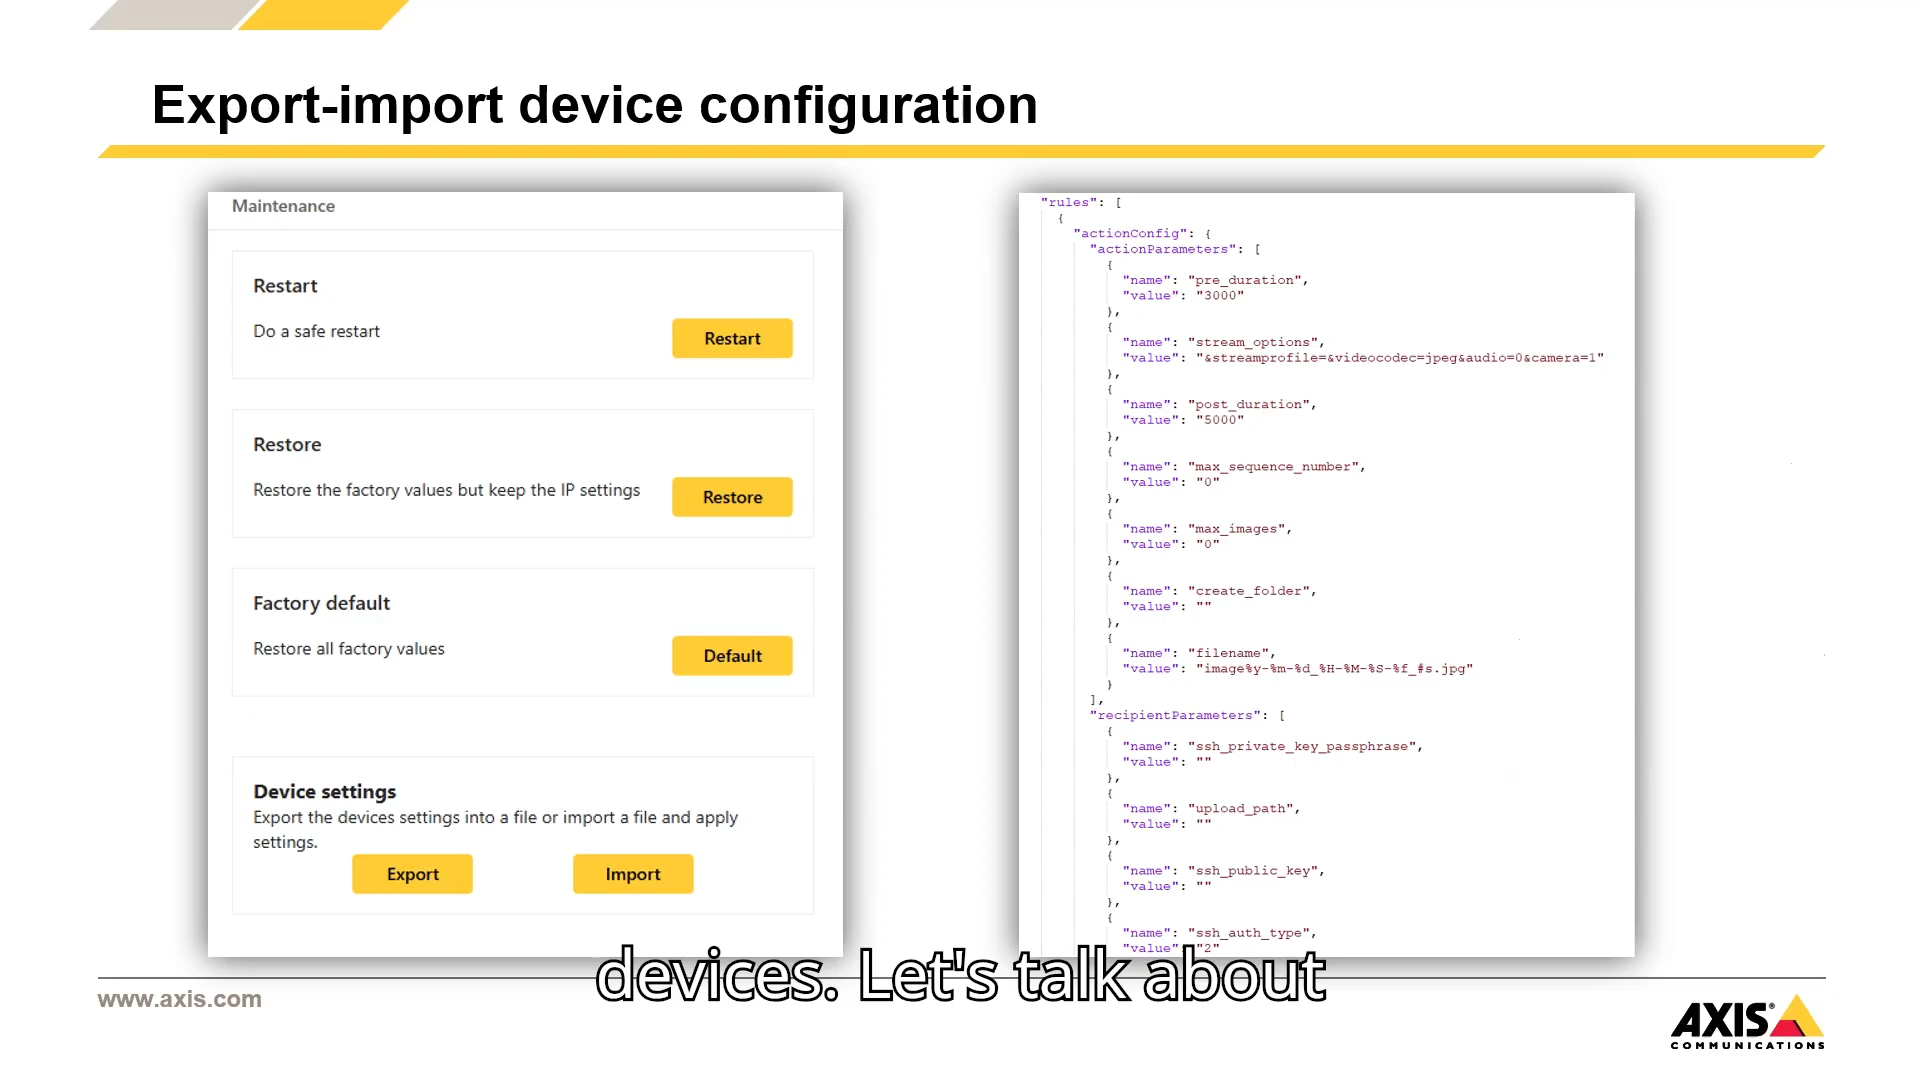 Export-import device configuration
Maintenance
Restart
Do a safe restart
Restart
Restore
Restore the factory values but keep the IP settings
Restore
Factory default
Restore all factory values
Default
Device settings
Export the devices settings into a file or import a file and apply
settings.
Export
Import
"rules": [
{
"actionConfig": {
"actionParameters": [
{
"name": "pre_duration",
"value": "3000"
},
{
"name": "stream_options",
"value": "&streamprofile=&videocodec=jpeg&audio=0&camera=1"
},
{
"name": "post_duration",
"value": "5000"
},
{
"name": "max_sequence_number",
"value": "0"
},
{
"name": "max_images",
"value": "0"
},
{
"name": "create_folder",
"value": ""
},
{
"name": "filename",
"value": "image%y-%m-%d_%H-%M-%S-%f_#s.jpg"
}
],
"recipientParameters": [
{
"name": "ssh_private_key_passphrase",
"value": ""
},
{
"name": "upload_path",
"value": ""
},
{
"name": "ssh_public_key",
"value": ""
},
{
"name": "ssh_auth_type",
"value": "2"
devices. Let's talk about
www.axis.com
AXIS®
COMMUNICATIONS